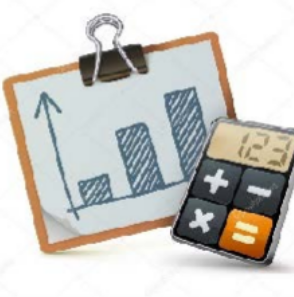 123
+ −
× =